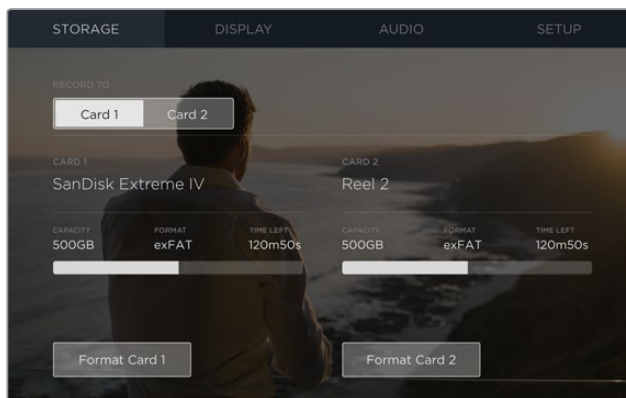 STORAGE DISPLAY AUDIO SETUP
RECORD TO
Card 1 Card 2
CARD 1 CARD 2
SanDisk Extreme IV Reel 2
CAPACITY FORMAT TIME LEFT CAPACITY FORMAT TIME LEFT
500GB exFAT 120m50s 500GB exFAT 120m50s
Format Card 1 Format Card 2